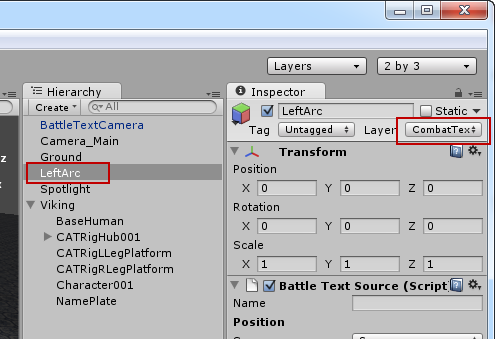 Layers
2 by 3
Hierarchy
Create
All
BattleTextCamera
Camera_Main
Ground
LeftArc
Spotlight
Viking
BaseHuman
CATRigHub001
CATRigLLegPlatform
CATRigRLegPlatform
Character001
NamePlate
z
Inspector
LeftArc
Static
Tag Untagged Layer CombatTex
Transform
Position
X 0 Y 0 Z 0
Rotation
X 0 Y 0 Z 0
Scale
X 1 Y 1 Z 1
Battle Text Source (Script)
Name
Position